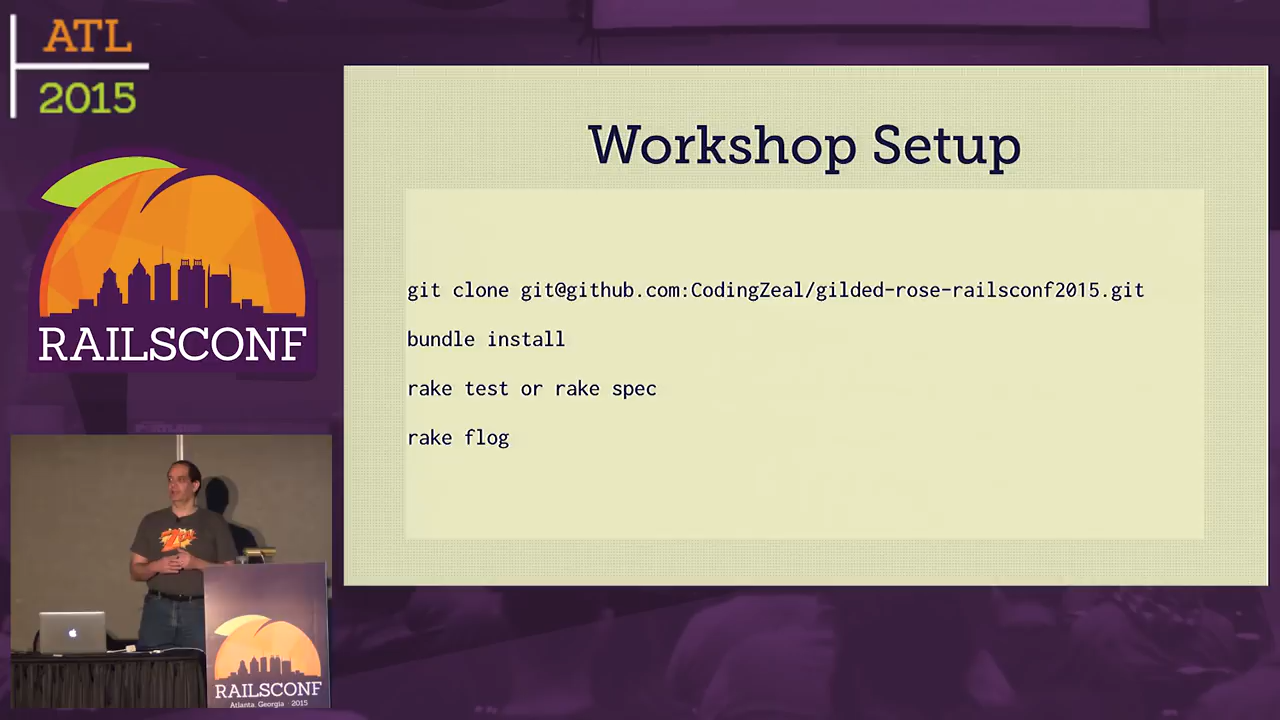 ATL
2015
RAILSCONF
Workshop Setup
git clone git@github.com:CodingZeal/gilded-rose-railsconf2015.git
bundle install
rake test or rake spec
rake flog
RAILSCONF
Atlanta, Georgia · 2015